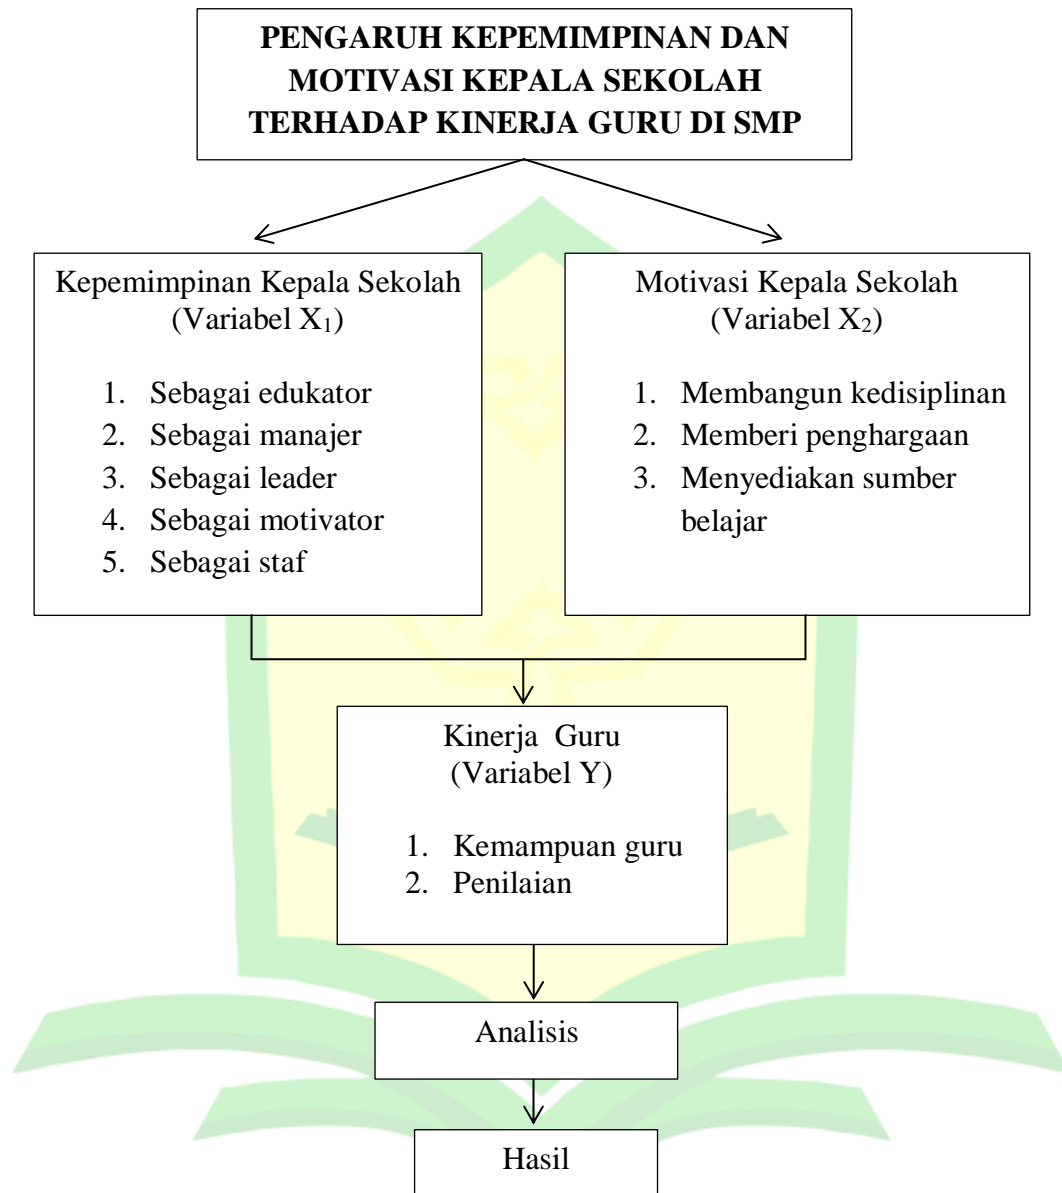 PENGARUH KEPEMIMPINAN DAN
MOTIVASI KEPALA SEKOLAH
TERHADAP KINERJA GURU DI SMP
Kepemimpinan Kepala Sekolah
(Variabel X₁)
1. Sebagai edukator
2. Sebagai manajer
3. Sebagai leader
4. Sebagai motivator
5. Sebagai staf
Motivasi Kepala Sekolah
(Variabel X₂)
1. Membangun kedisiplinan
2. Memberi penghargaan
3. Menyediakan sumber
belajar
Kinerja Guru
(Variabel Y)
1. Kemampuan guru
2. Penilaian
Analisis
Hasil